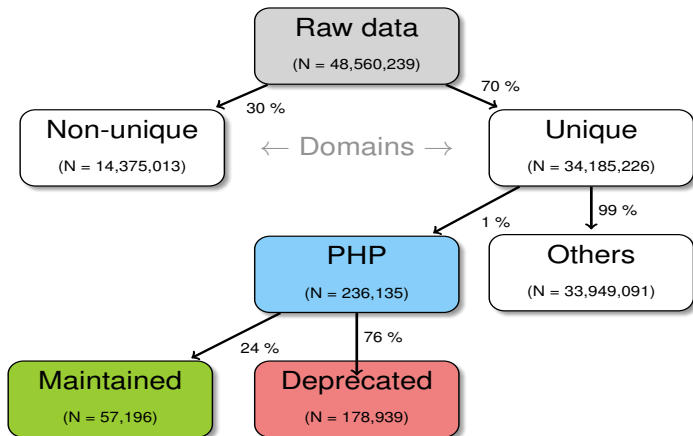 Raw data
(N = 48,560,239)
30 %
70 %
Non-unique
(N = 14,375,013)
← Domains →
Unique
(N = 34,185,226)
1 %
99 %
PHP
(N = 236,135)
Others
(N = 33,949,091)
24 %
76 %
Maintained
(N = 57,196)
Deprecated
(N = 178,939)